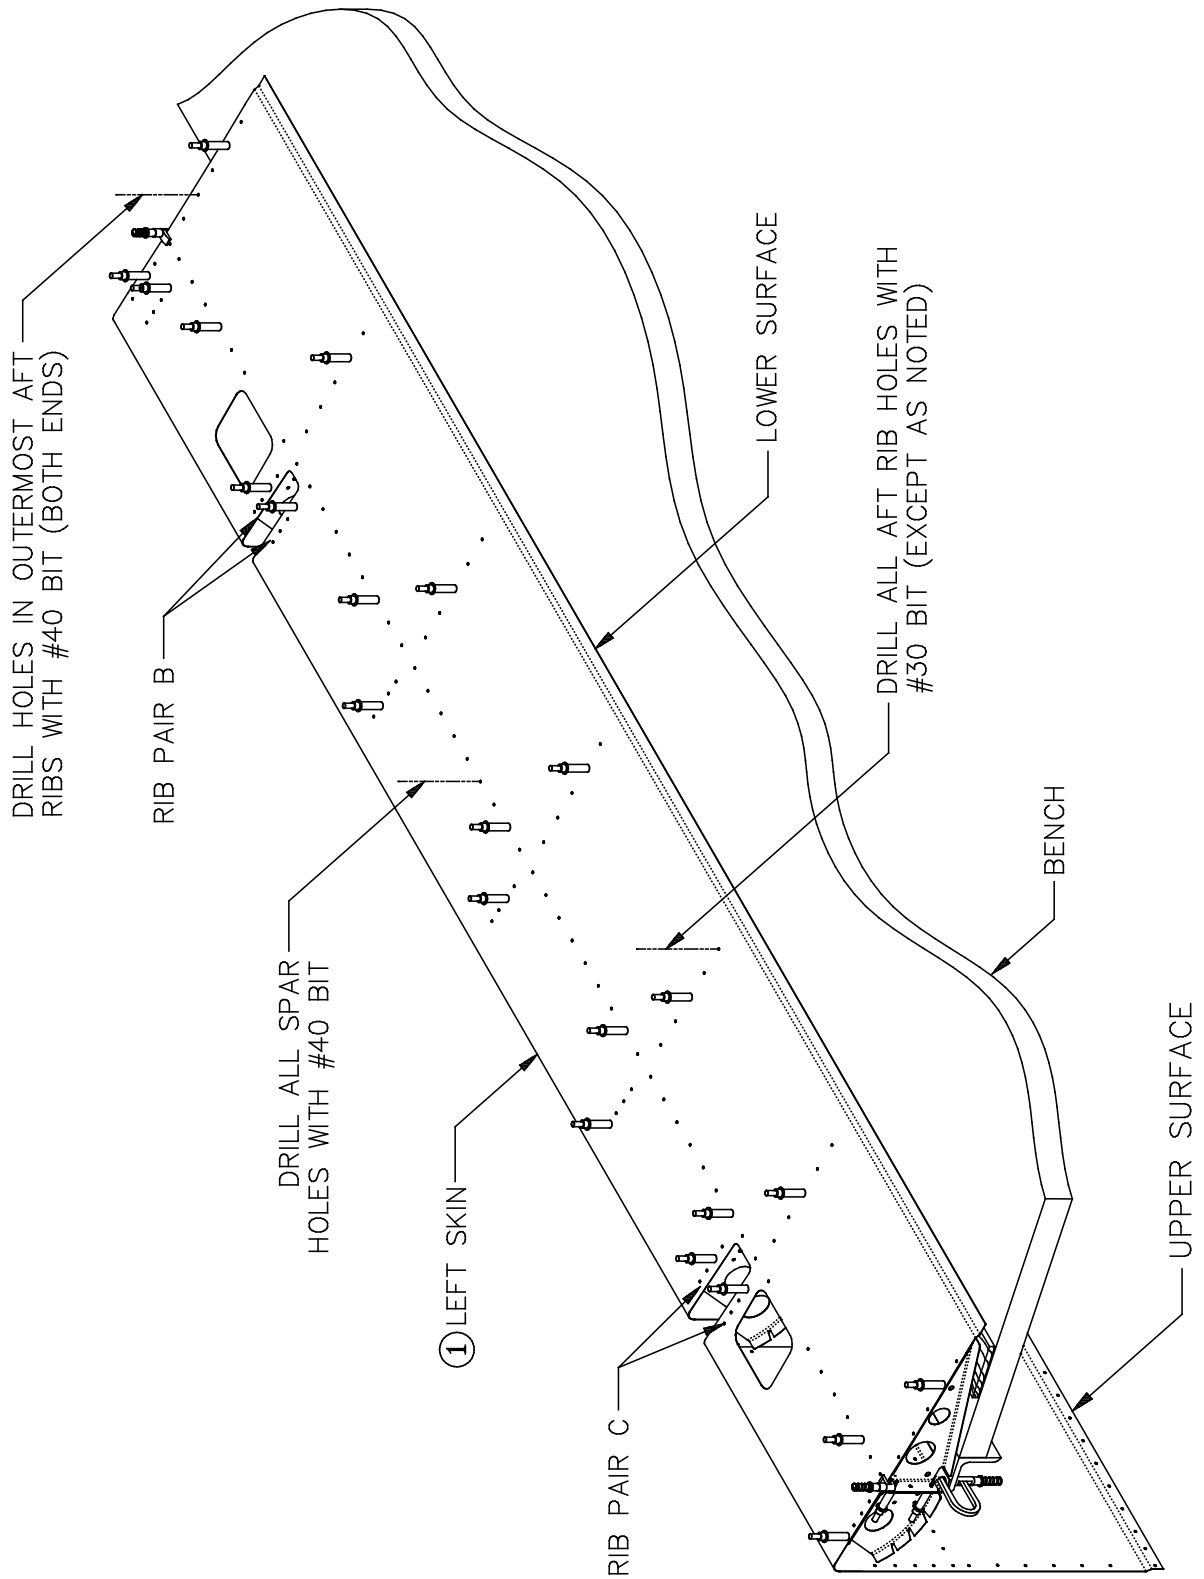 DRILL HOLES IN OUTERMOST AFT
RIBS WITH #40 BIT (BOTH ENDS)
RIB PAIR B
DRILL ALL SPAR
HOLES WITH #40 BIT
1 LEFT SKIN
RIB PAIR C
LOWER SURFACE
DRILL ALL AFT RIB HOLES WITH
#30 BIT (EXCEPT AS NOTED)
BENCH
UPPER SURFACE